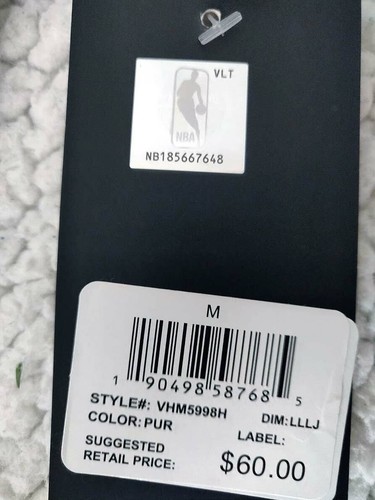 VLT
NBA
NB185667648
M
1 90498 58768 5
STYLE#: VHM5998H DIM:LLLJ
COLOR:PUR LABEL:
SUGGESTED
RETAIL PRICE: $60.00